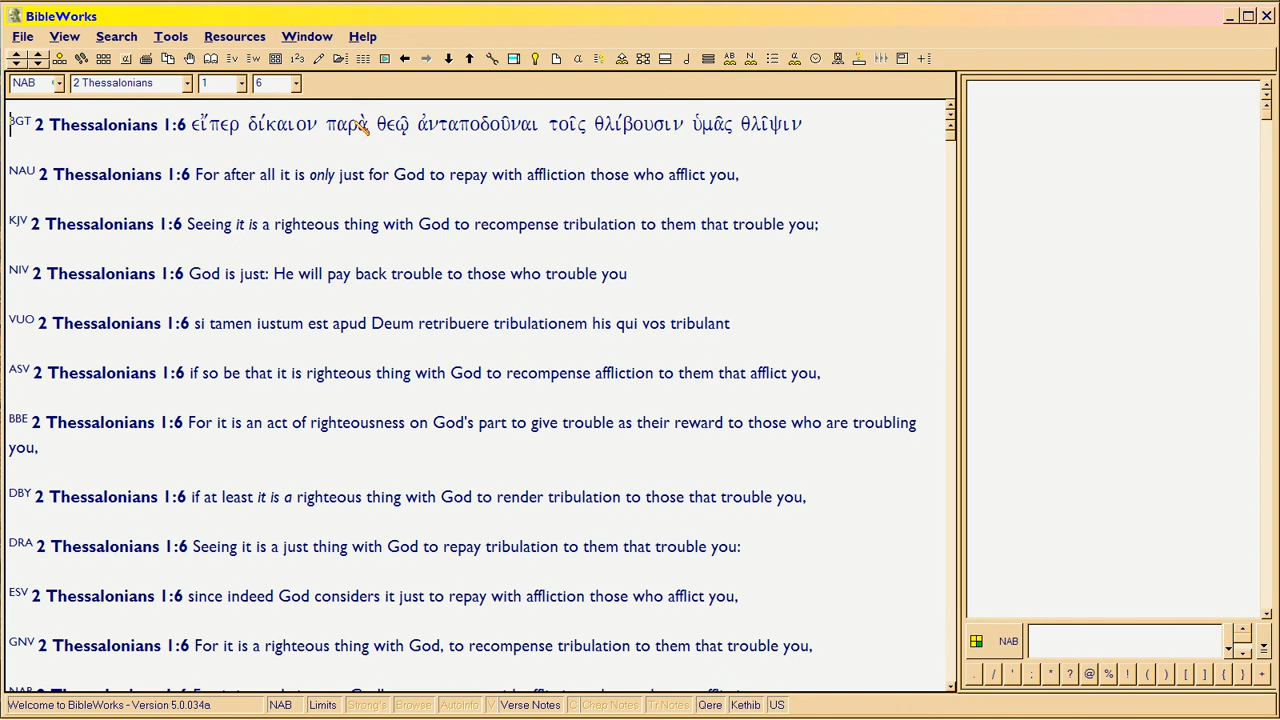 BibleWorks
File View Search Tools Resources Window Help
NAB 2 Thessalonians 1 6
BGT 2 Thessalonians 1:6 εἴπερ δίκαιον παρὰ θεῷ ἀνταποδοῦναι τοῖς θλίβουσιν ὑμᾶς θλῖψιν
NAU 2 Thessalonians 1:6 For after all it is only just for God to repay with affliction those who afflict you,
KJV 2 Thessalonians 1:6 Seeing it is a righteous thing with God to recompense tribulation to them that trouble you;
NIV 2 Thessalonians 1:6 God is just: He will pay back trouble to those who trouble you
VUO 2 Thessalonians 1:6 si tamen iustum est apud Deum retribuere tribulationem his qui vos tribulant
ASV 2 Thessalonians 1:6 if so be that it is righteous thing with God to recompense affliction to them that afflict you,
BBE 2 Thessalonians 1:6 For it is an act of righteousness on God's part to give trouble as their reward to those who are troubling
you,
DBY 2 Thessalonians 1:6 if at least it is a righteous thing with God to render tribulation to those that trouble you,
DRA 2 Thessalonians 1:6 Seeing it is a just thing with God to repay tribulation to them that trouble you:
ESV 2 Thessalonians 1:6 since indeed God considers it just to repay with affliction those who afflict you,
GNV 2 Thessalonians 1:6 For it is a righteous thing with God, to recompense tribulation to them that trouble you,
NAB
. / ' ; * ? @ % ! ( ) [ ] { } +
Welcome to BibleWorks - Version 5.0.034a NAB Limits Strong's Browse AutoInfo V Verse Notes C Chap Notes TrNotes Qere Kethib US